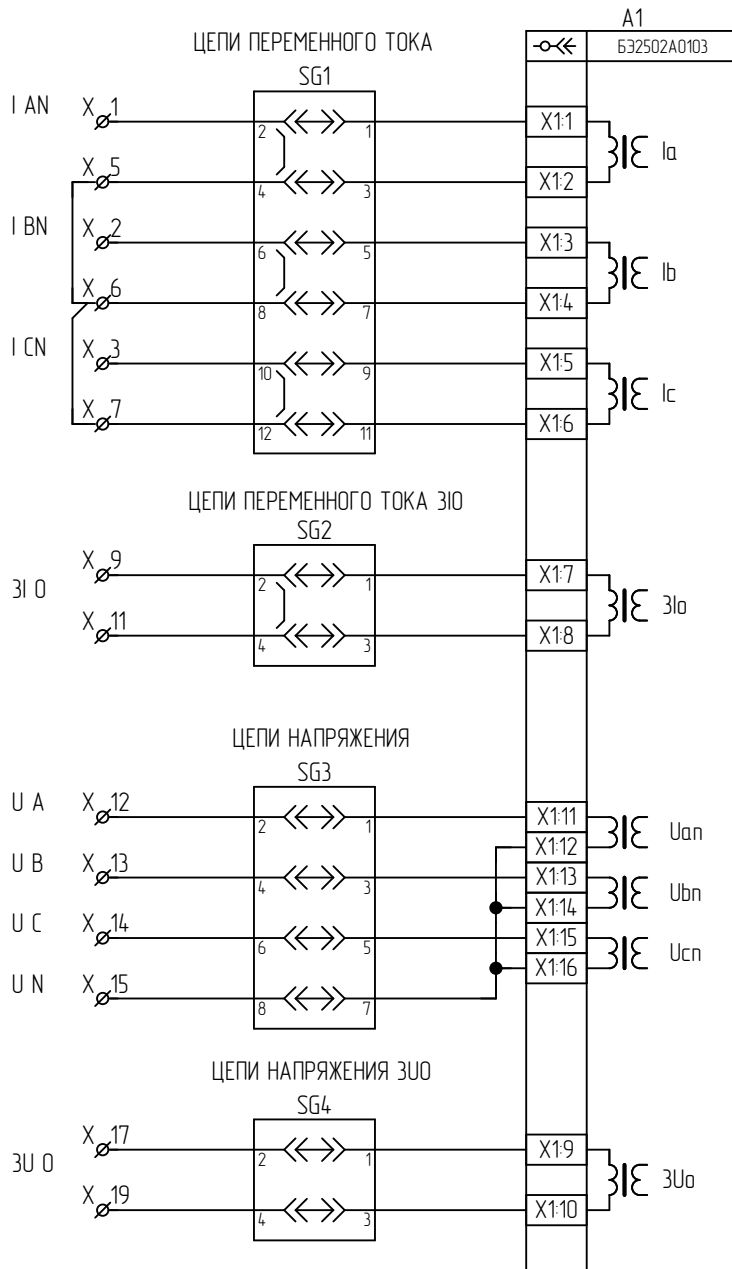 A1
ЦЕПИ ПЕРЕМЕННОГО ТОКА
БЭ2502А0103
SG1
I AN X 1 2 1 X1:1
Ia
X 5 4 3 X1:2
I BN X 2 6 5 X1:3
Ib
X 6 8 7 X1:4
I CN X 3 10 9 X1:5
Ic
X 7 12 11 X1:6
ЦЕПИ ПЕРЕМЕННОГО ТОКА 3I0
SG2
X 9 2 1 X1:7
3I 0 3Io
X 11 4 3 X1:8
ЦЕПИ НАПРЯЖЕНИЯ
SG3
U A X 12 2 1 X1:11
Uan
X1:12
U B X 13 4 3 X1:13
Ubn
X1:14
U C X 14 6 5 X1:15
Ucn
X1:16
U N X 15 8 7
ЦЕПИ НАПРЯЖЕНИЯ 3U0
SG4
X 17 2 1 X1:9
3U 0 3Uo
X 19 4 3 X1:10